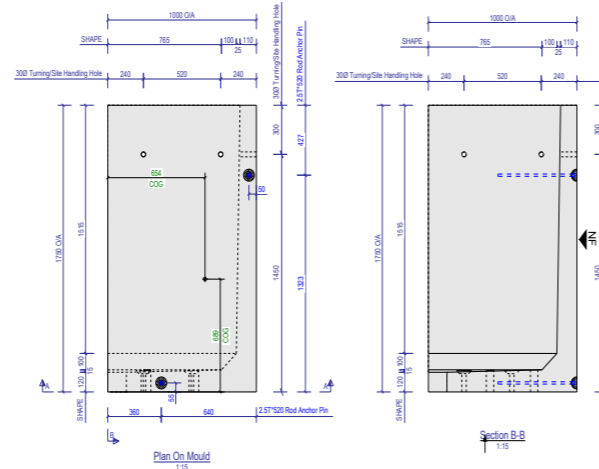 1000 O/A
SHAPE 765 100 110
25
30Ø Turning/Site Handling Hole 240 520 240
30Ø Turning/Site Handling Hole
2.5T*520 Rod Anchor Pin
300
427
654
COG
50
1750 O/A
1515
1450
1323
689
COG
100
15
120
SHAPE
55
A
A
360 640 2.5T*520 Rod Anchor Pin
B
Plan On Mould
1:15
1000 O/A
SHAPE 765 100 110
25
30Ø Turning/Site Handling Hole 240 520 240
300
1750 O/A
1515
1450
NF
100
15
120
SHAPE
Section B-B
1:15